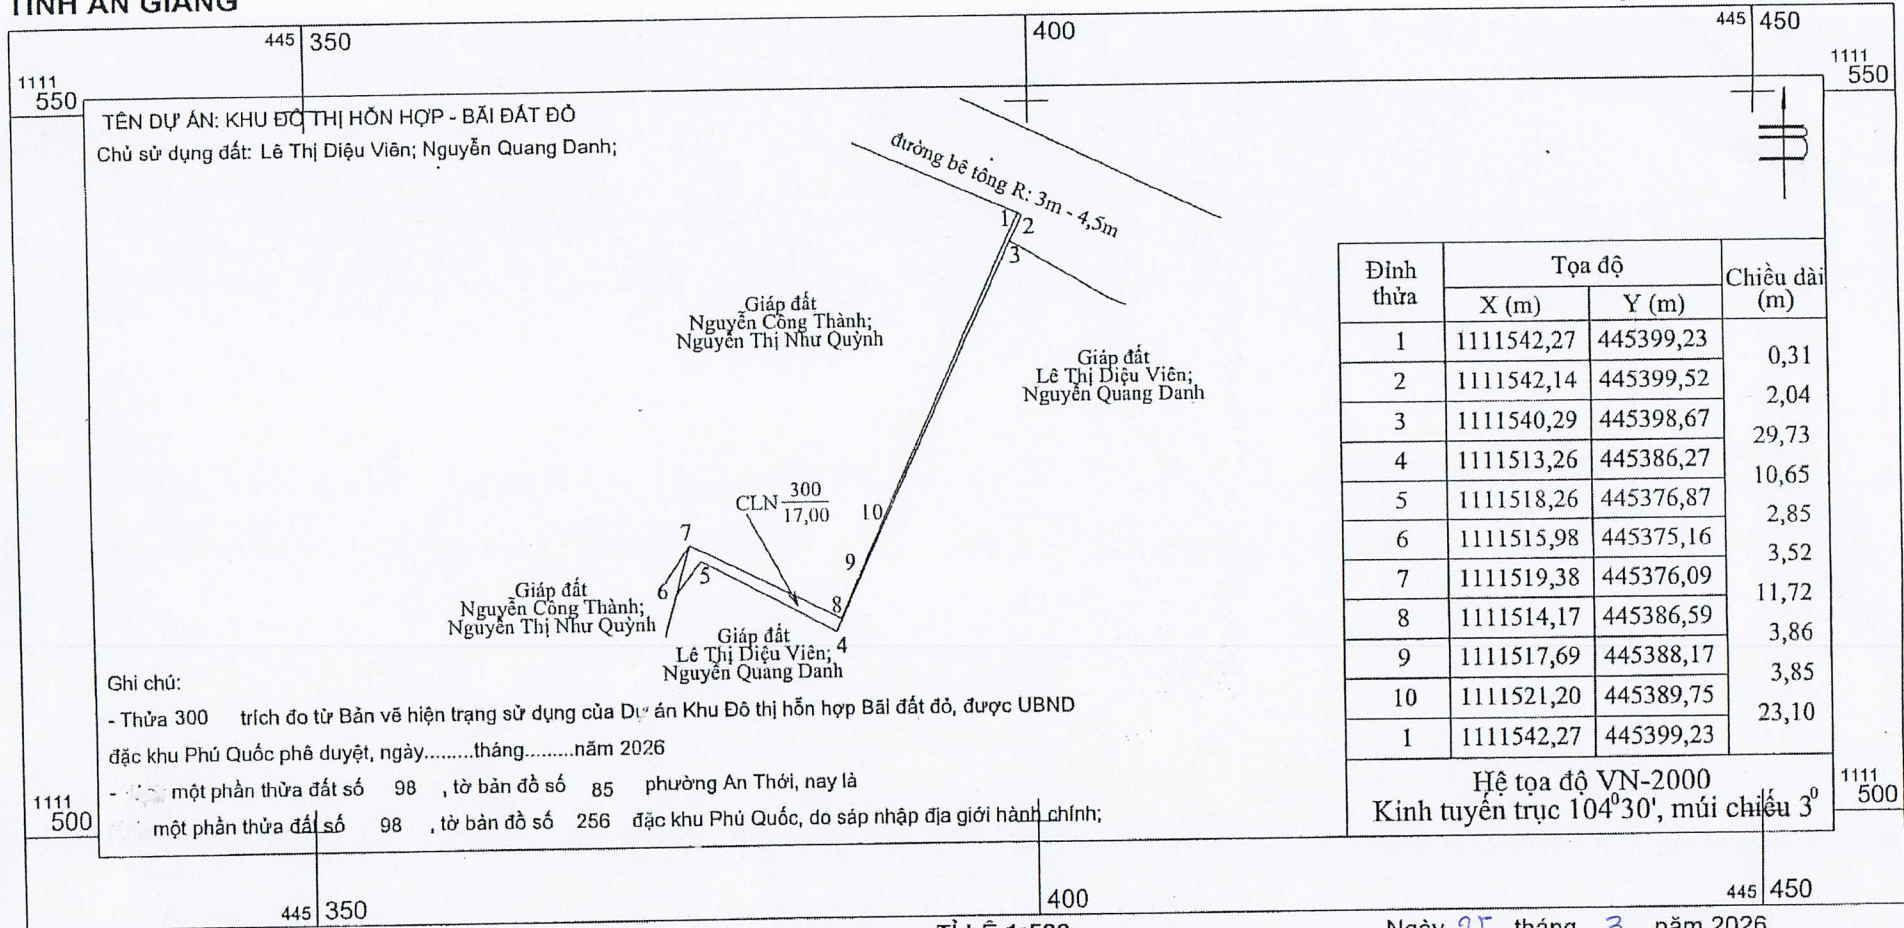 TỈNH AN GIANG
445 350
400
445 450
1111
550
1111
550
TÊN DỰ ÁN: KHU ĐÔ THỊ HỖN HỢP - BÃI ĐẤT ĐỎ
Chủ sử dụng đất: Lê Thị Diệu Viên; Nguyễn Quang Danh;
đường bê tông R: 3m - 4,5m
1
2
3
Giáp đất
Nguyễn Công Thành;
Nguyễn Thị Như Quỳnh
Giáp đất
Lê Thị Diệu Viên;
Nguyễn Quang Danh
CLN 300
17,00
10
9
7
5
6
8
4
Giáp đất
Nguyễn Công Thành;
Nguyễn Thị Như Quỳnh
Giáp đất
Lê Thị Diệu Viên;
Nguyễn Quang Danh
Đỉnh thửa Tọa độ Chiều dài (m)
X (m) Y (m)
1 1111542,27 445399,23
0,31
2 1111542,14 445399,52
2,04
3 1111540,29 445398,67
29,73
4 1111513,26 445386,27
10,65
5 1111518,26 445376,87
2,85
6 1111515,98 445375,16
3,52
7 1111519,38 445376,09
11,72
8 1111514,17 445386,59
3,86
9 1111517,69 445388,17
3,85
10 1111521,20 445389,75
23,10
1 1111542,27 445399,23
Hệ tọa độ VN-2000
Kinh tuyến trục 104°30', múi chiếu 3°
Ghi chú:
- Thửa 300 trích đo từ Bản vẽ hiện trạng sử dụng của Dự án Khu Đô thị hỗn hợp Bãi đất đỏ, được UBND
đặc khu Phú Quốc phê duyệt, ngày.........tháng.........năm 2026
- một phần thửa đất số 98 , tờ bản đồ số 85 phường An Thới, nay là
một phần thửa đất số 98 , tờ bản đồ số 256 đặc khu Phú Quốc, do sáp nhập địa giới hành chính;
1111
500
1111
500
445 350
400
445 450
TỈ LỆ 1:500
Ngày 25 tháng 3 năm 2026